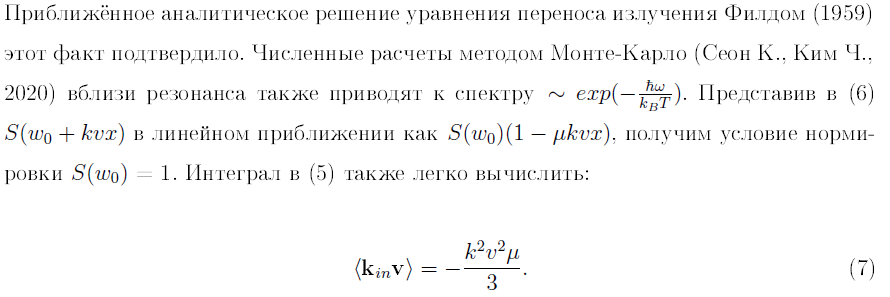 Приближённое аналитическое решение уравнения переноса излучения Филдом (1959)
этот факт подтвердило. Численные расчеты методом Монте-Карло (Сеон К., Ким Ч.,
2020) вблизи резонанса также приводят к спектру $\sim exp(-\frac{\hbar\omega}{k_B T})$. Представив в (6)
$S(w_0 + kvx)$ в линейном приближении как $S(w_0)(1 - \mu kvx)$, получим условие норми-
ровки $S(w_0) = 1$. Интеграл в (5) также легко вычислить:
$\langle \mathbf{k}_{in}\mathbf{v} \rangle = -\frac{k^2 v^2 \mu}{3}.$ (7)